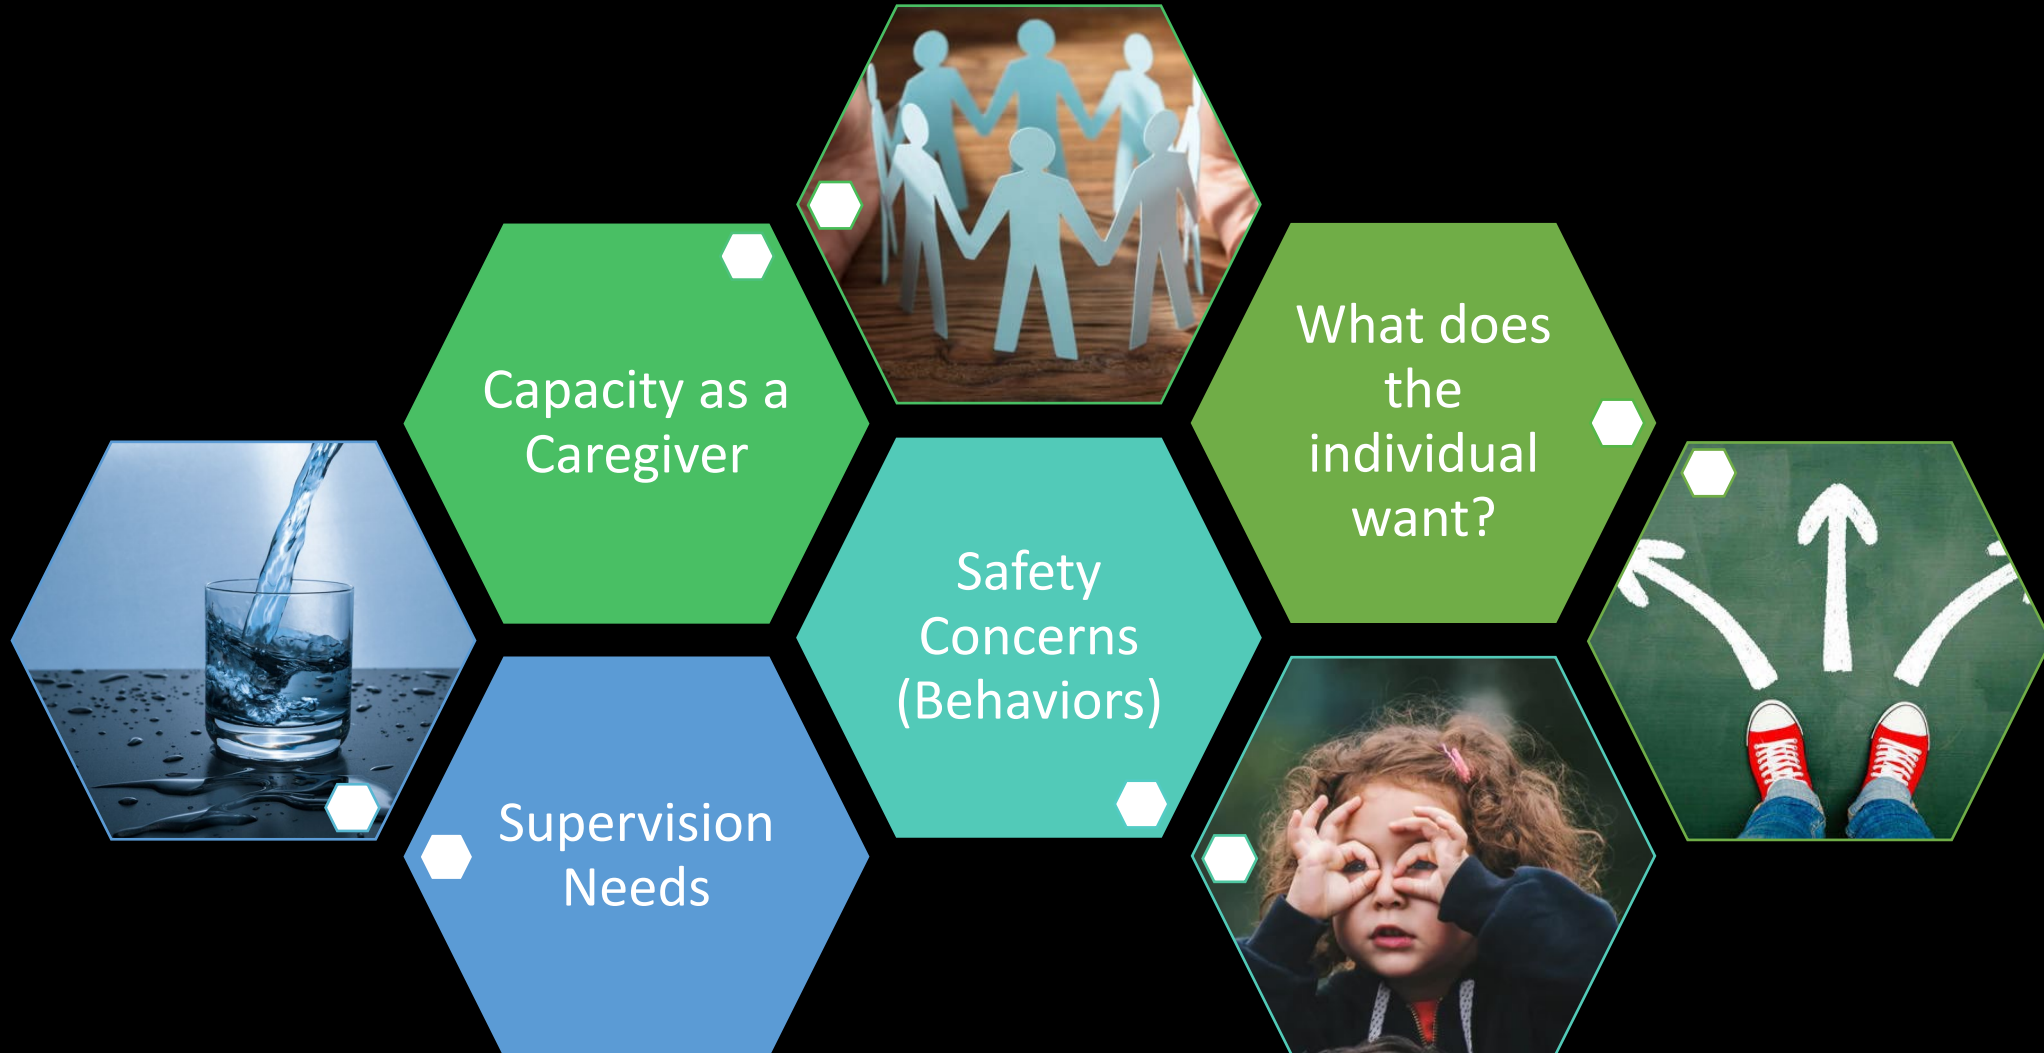 Capacity as a
Caregiver
What does
the
individual
want?
Safety
Concerns
(Behaviors)
Supervision
Needs